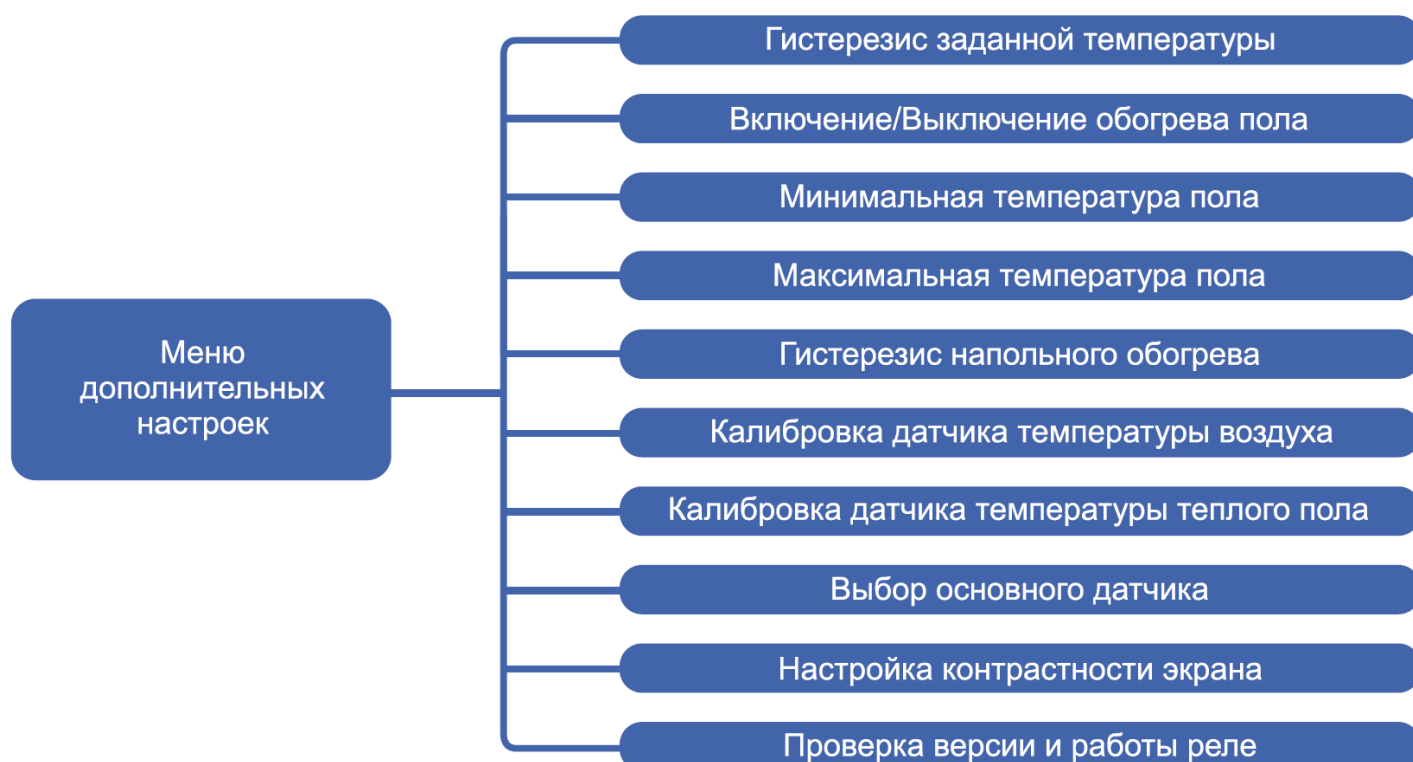 Гистерезис заданной температуры
Включение/Выключение обогрева пола
Минимальная температура пола
Максимальная температура пола
Меню
дополнительных
настроек
Гистерезис напольного обогрева
Калибровка датчика температуры воздуха
Калибровка датчика температуры теплого пола
Выбор основного датчика
Настройка контрастности экрана
Проверка версии и работы реле